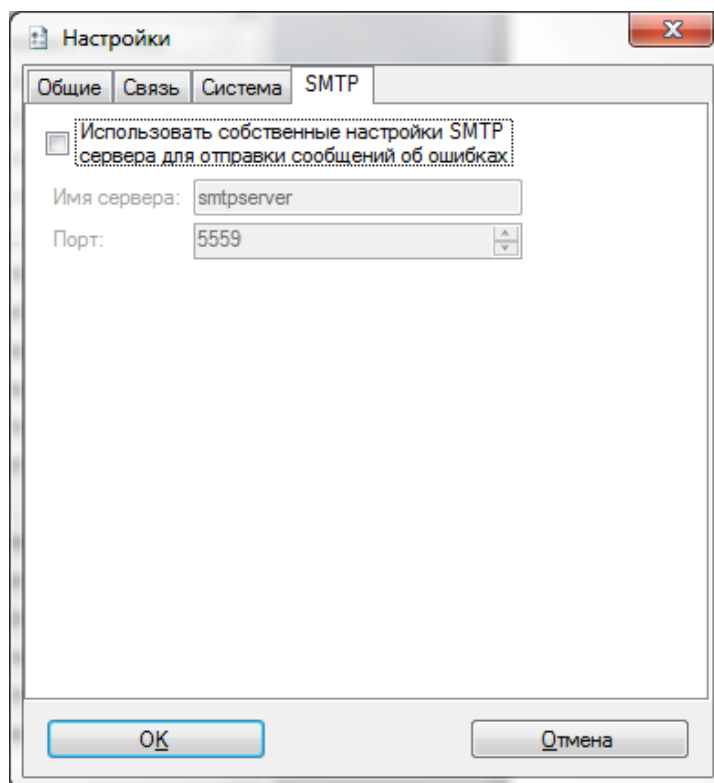 Настройки
Общие Связь Система SMTP
Использовать собственные настройки SMTP
сервера для отправки сообщений об ошибках
Имя сервера: smtpserver
Порт: 5559
OK Отмена